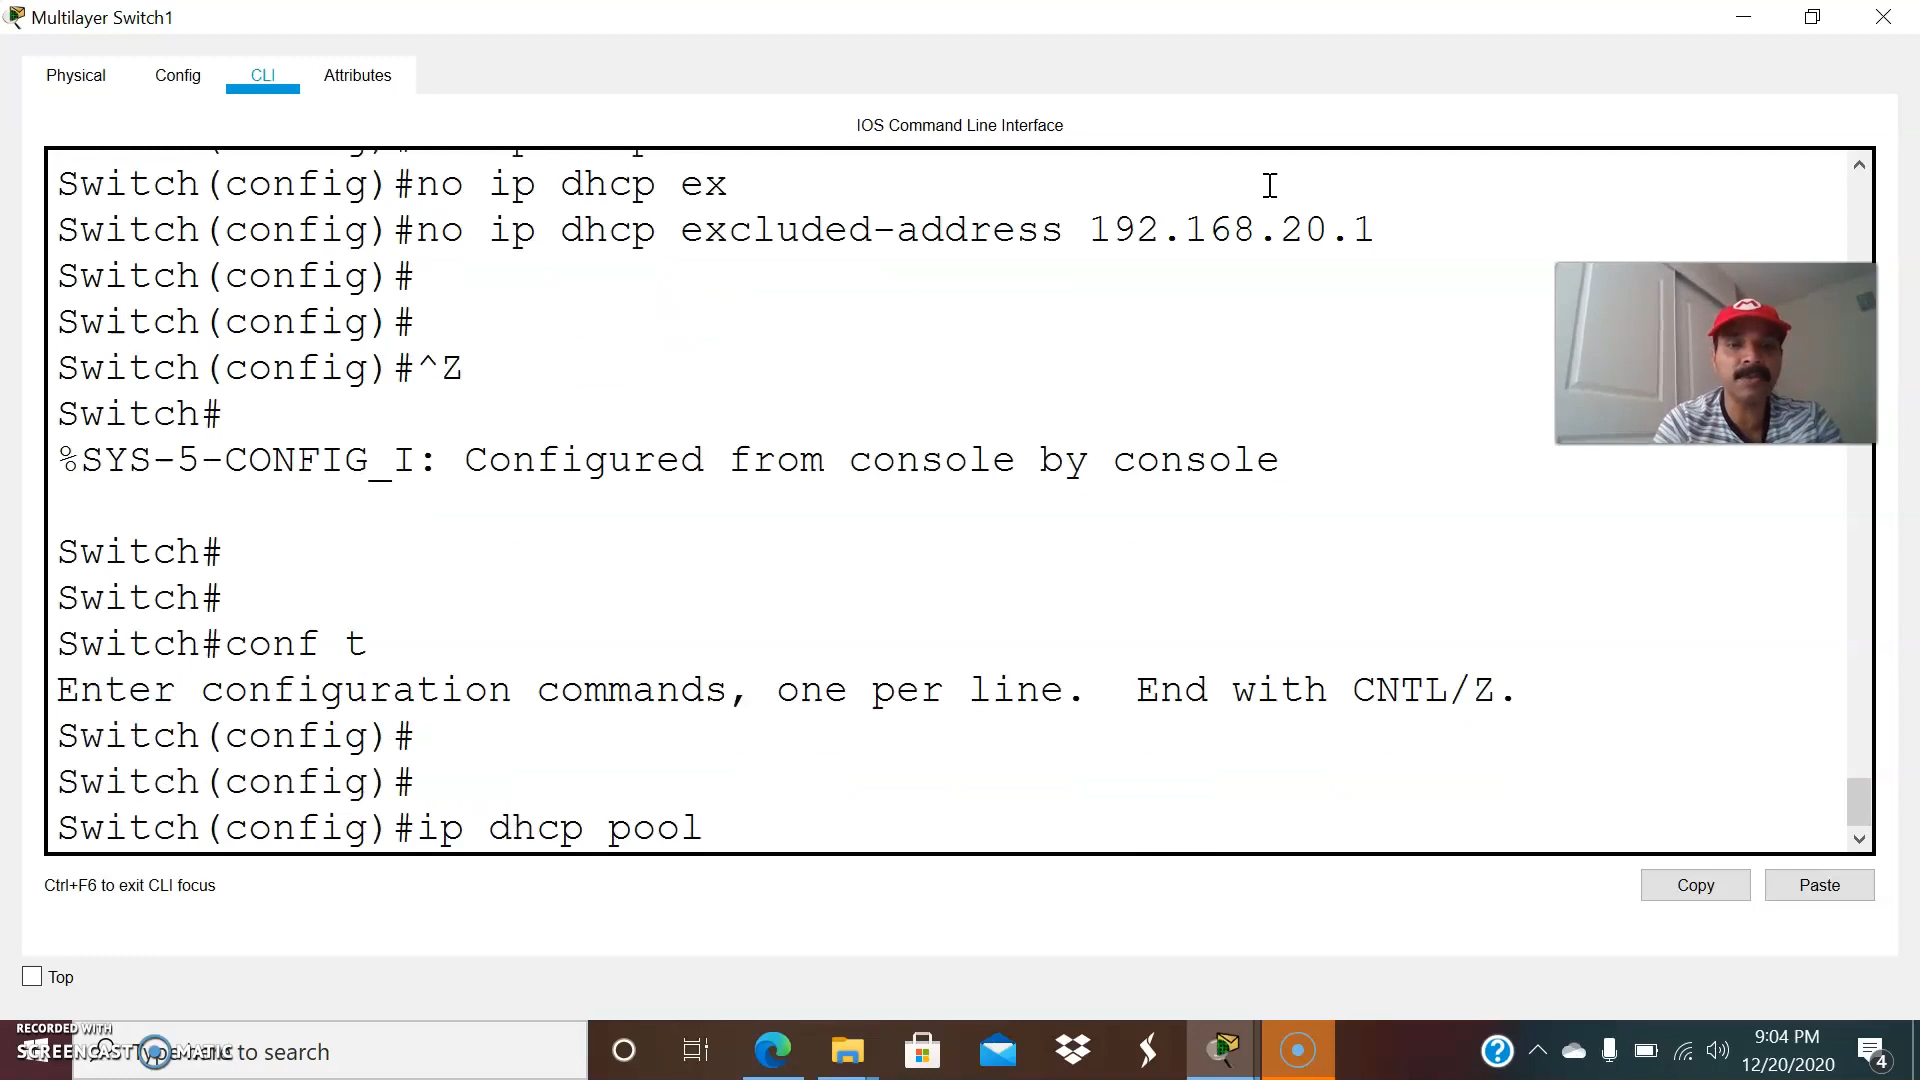 Multilayer Switch1
Physical Config CLI Attributes
IOS Command Line Interface
Switch(config)#no ip dhcp ex
Switch(config)#no ip dhcp excluded-address 192.168.20.1
Switch(config)#
Switch(config)#
Switch(config)#^Z
Switch#
%SYS-5-CONFIG_I: Configured from console by console
Switch#
Switch#
Switch#conf t
Enter configuration commands, one per line.  End with CNTL/Z.
Switch(config)#
Switch(config)#
Switch(config)#ip dhcp pool
Ctrl+F6 to exit CLI focus
Copy Paste
Top
RECORDED WITH
SCREENCAST MATIC
to search
9:04 PM
12/20/2020
4
M